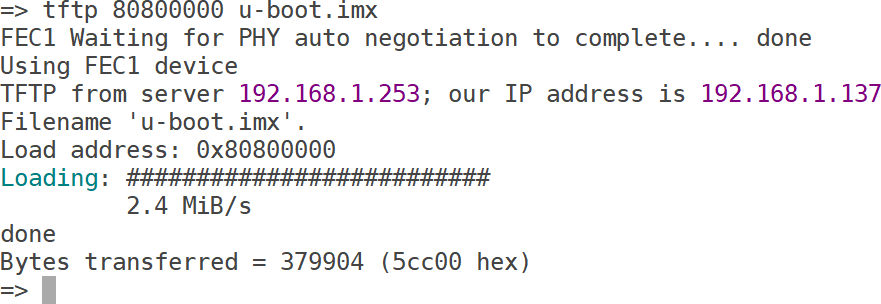 => tftp 80800000 u-boot.imx
FEC1 Waiting for PHY auto negotiation to complete.... done
Using FEC1 device
TFTP from server 192.168.1.253; our IP address is 192.168.1.137
Filename 'u-boot.imx'.
Load address: 0x80800000
Loading: ##########################
         2.4 MiB/s
done
Bytes transferred = 379904 (5cc00 hex)
=>